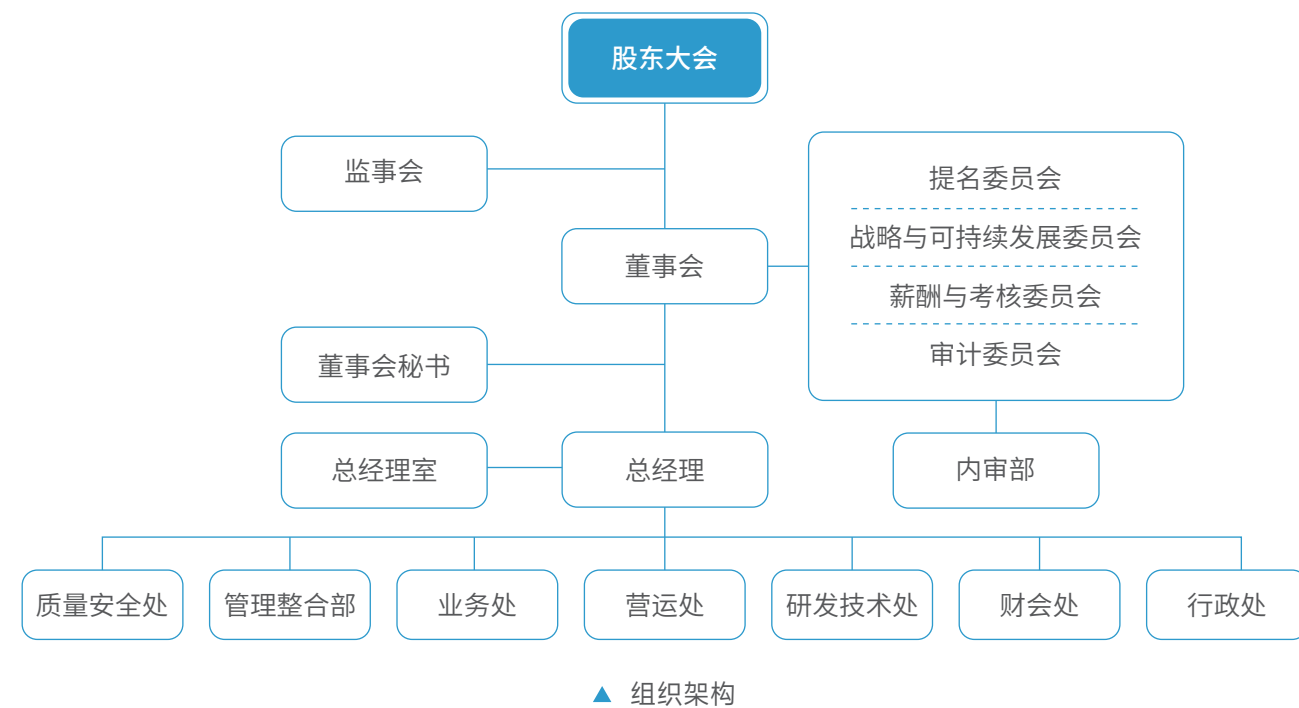 股东大会
监事会
提名委员会
战略与可持续发展委员会
薪酬与考核委员会
审计委员会
董事会
董事会秘书
总经理室
总经理
内审部
质量安全处
管理整合部
业务处
营运处
研发技术处
财会处
行政处
▲ 组织架构